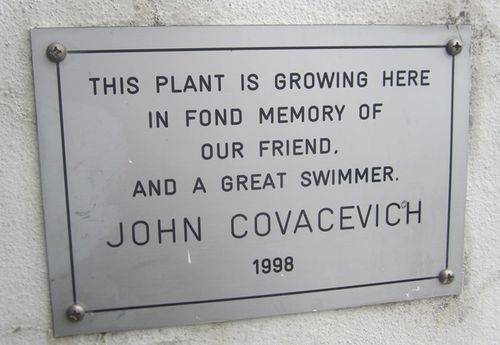 THIS PLANT IS GROWING HERE
IN FOND MEMORY OF
OUR FRIEND.
AND A GREAT SWIMMER.
JOHN COVACEVICH
1998